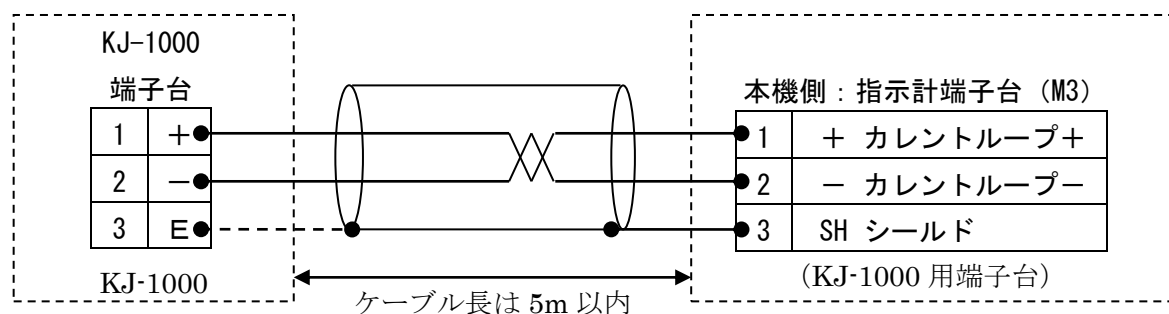 KJ-1000
端子台
1 +
2 −
3 E
KJ-1000
ケーブル長は 5m 以内
本機側：指示計端子台 (M3)
1 + カレントループ+
2 − カレントループ−
3 SH シールド
(KJ-1000 用端子台)